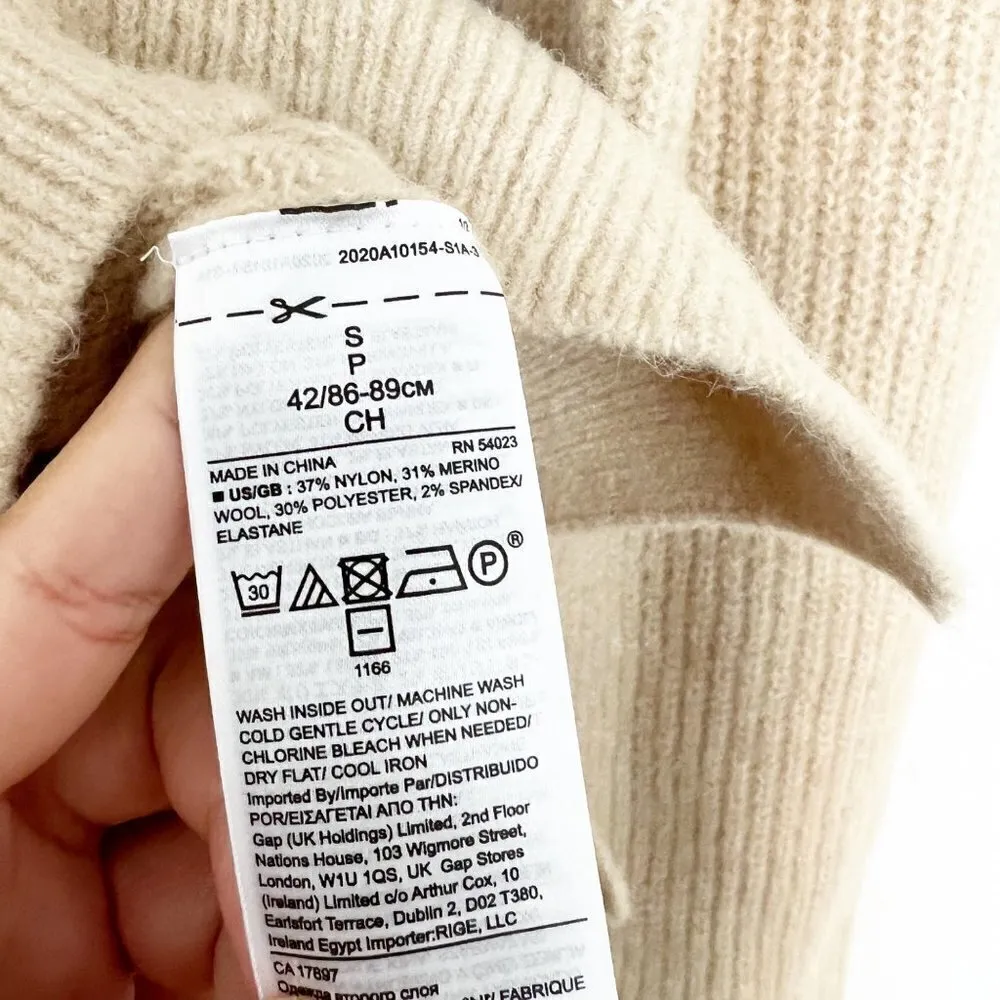 1/2
2020A10154-S1A-3
S
P
42/86-89CM
CH
RN 54023
MADE IN CHINA
■ US/GB : 37% NYLON, 31% MERINO
WOOL, 30% POLYESTER, 2% SPANDEX/
ELASTANE
30
P®
1166
WASH INSIDE OUT/ MACHINE WASH
COLD GENTLE CYCLE/ ONLY NON-
CHLORINE BLEACH WHEN NEEDED/
DRY FLAT/ COOL IRON
Imported By/Importe Par/DISTRIBUIDO
POR/ΕΙΣΑΓΕΤΑΙ ΑΠΟ ΤΗΝ:
Gap (UK Holdings) Limited, 2nd Floor
Nations House, 103 Wigmore Street,
London, W1U 1QS, UK Gap Stores
(Ireland) Limited c/o Arthur Cox, 10
Earlsfort Terrace, Dublin 2, D02 T380,
Ireland Egypt Importer:RIGE, LLC
CA 17897
Одежда второго слоя
FABRIQUE